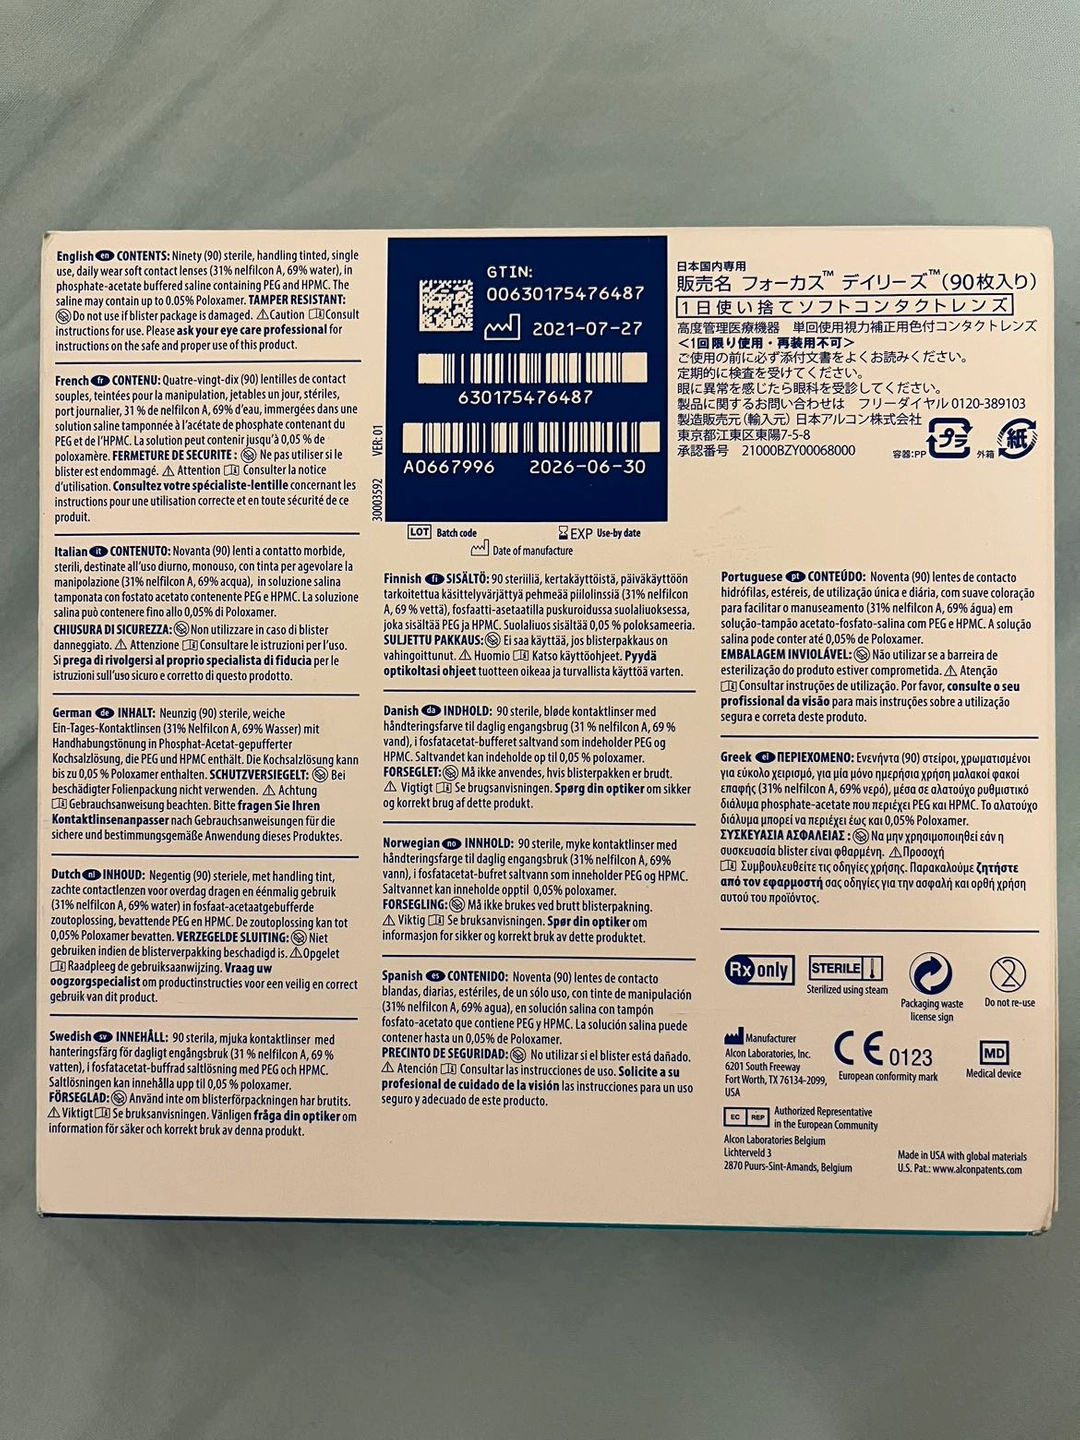 English en CONTENTS: Ninety (90) sterile, handling tinted, single
use, daily wear soft contact lenses (31% nelfilcon A, 69% water), in
phosphate-acetate buffered saline containing PEG and HPMC. The
saline may contain up to 0.05% Poloxamer. TAMPER RESISTANT:
Do not use if blister package is damaged. Caution Consult
instructions for use. Please ask your eye care professional for
instructions on the safe and proper use of this product.
French fr CONTENU: Quatre-vingt-dix (90) lentilles de contact
souples, teintées pour la manipulation, jetables un jour, stériles,
port journalier, 31 % de nelfilcon A, 69% d'eau, immergées dans une
solution saline tamponnée à l'acétate de phosphate contenant du
PEG et de l'HPMC. La solution peut contenir jusqu'à 0,05 % de
poloxamère. FERMETURE DE SECURITE : Ne pas utiliser si le
blister est endommagé. Attention Consulter la notice
d'utilisation. Consultez votre spécialiste-lentille concernant les
instructions pour une utilisation correcte et en toute sécurité de ce
produit.
Italian it CONTENUTO: Novanta (90) lenti a contatto morbide,
sterili, destinate all'uso diurno, monouso, con tinta per agevolare la
manipolazione (31% nelfilcon A, 69% acqua), in soluzione salina
tamponata con fosfato acetato contenente PEG e HPMC. La soluzione
salina può contenere fino allo 0,05% di Poloxamer.
CHIUSURA DI SICUREZZA: Non utilizzare in caso di blister
danneggiato. Attenzione Consultare le istruzioni per l'uso.
Si prega di rivolgersi al proprio specialista di fiducia per le
istruzioni sull'uso sicuro e corretto di questo prodotto.
German de INHALT: Neunzig (90) sterile, weiche
Ein-Tages-Kontaktlinsen (31% Nelfilcon A, 69% Wasser) mit
Handhabungstönung in Phosphat-Acetat-gepufferter
Kochsalzlösung, die PEG und HPMC enthält. Die Kochsalzlösung kann
bis zu 0,05 % Poloxamer enthalten. SCHUTZVERSIEGELT: Bei
beschädigter Folienpackung nicht verwenden. Achtung
Gebrauchsanweisung beachten. Bitte fragen Sie Ihren
Kontaktlinsenanpasser nach Gebrauchsanweisungen für die
sichere und bestimmungsgemäße Anwendung dieses Produktes.
Dutch nl INHOUD: Negentig (90) steriele, met handling tint,
zachte contactlenzen voor overdag dragen en éénmalig gebruik
(31% nelfilcon A, 69% water) in fosfaat-acetaatgebufferde
zoutoplossing, bevattende PEG en HPMC. De zoutoplossing kan tot
0,05% Poloxamer bevatten. VERZEGELDE SLUITING: Niet
gebruiken indien de blisterverpakking beschadigd is. Opgelet
Raadpleeg de gebruiksaanwijzing. Vraag uw
oogzorgspecialist om productinstructies voor een veilig en correct
gebruik van dit product.
Swedish sv INNEHÅLL: 90 sterila, mjuka kontaktlinser med
hanteringsfärg för dagligt engångsbruk (31 % nelfilcon A, 69 %
vatten), i fosfatacetat-buffrad saltlösning med PEG och HPMC.
Saltlösningen kan innehålla upp til 0,05 % poloxamer.
FÖRSEGLAD: Använd inte om blisterförpackningen har brutits.
Viktigt Se bruksanvisningen. Vänligen fråga din optiker om
information för säker och korrekt bruk av denna produkt.
GTIN:
00630175476487
2021-07-27
630175476487
A0667996 2026-06-30
30003592 VER: 01
LOT Batch code EXP Use-by date
Date of manufacture
日本国内専用
販売名 フォーカス™ デイリーズ™(90枚入り)
1日使い捨てソフトコンタクトレンズ
高度管理医療機器 単回使用視力補正用色付コンタクトレンズ
<1回限り使用・再装用不可>
ご使用の前に必ず添付文書をよくお読みください。
定期的に検査を受けてください。
眼に異常を感じたら眼科を受診してください。
製品に関するお問い合わせは フリーダイヤル 0120-389103
製造販売元(輸入元) 日本アルコン株式会社
東京都江東区東陽7-5-8
承認番号 21000BZY00068000
容器:PP プラ 外箱 紙
Finnish fi SISÄLTÖ: 90 steriiliä, kertakäyttöistä, päiväkäyttöön
tarkoitettua käsittelyvärjättyä pehmeää piilolinssiä (31% nelfilcon
A, 69 % vettä), fosfaatti-asetaatilla puskuroidussa suolaliuoksessa,
joka sisältää PEG ja HPMC. Suolaliuos sisältää 0,05 % poloksameeria.
SULJETTU PAKKAUS: Ei saa käyttää, jos blisterpakkaus on
vahingoittunut. Huomio Katso käyttöohjeet. Pyydä
optikoltasi ohjeet tuotteen oikeaa ja turvallista käyttöä varten.
Danish da INDHOLD: 90 sterile, bløde kontaktlinser med
håndteringsfarve til daglig engangsbrug (31 % nelfilcon A, 69 %
vand), i fosfatacetat-bufferet saltvand som indeholder PEG og
HPMC. Saltvandet kan indeholde op til 0,05 % poloxamer.
FORSEGLET: Må ikke anvendes, hvis blisterpakken er brudt.
Vigtigt Se brugsanvisningen. Spørg din optiker om sikker
og korrekt brug af dette produkt.
Norwegian no INNHOLD: 90 sterile, myke kontaktlinser med
håndteringsfarge til daglig engangsbruk (31% nelfilcon A, 69%
vann), i fosfatacetat-bufret saltvann som inneholder PEG og HPMC.
Saltvannet kan inneholde opptil 0,05% poloxamer.
FORSEGLING: Må ikke brukes ved brutt blisterpakning.
Viktig Se bruksanvisningen. Spør din optiker om
informasjon for sikker og korrekt bruk av dette produktet.
Spanish es CONTENIDO: Noventa (90) lentes de contacto
blandas, diarias, estériles, de un sólo uso, con tinte de manipulación
(31% nelfilcon A, 69% agua), en solución salina con tampón
fosfato-acetato que contiene PEG y HPMC. La solución salina puede
contener hasta un 0,05% de Poloxamer.
PRECINTO DE SEGURIDAD: No utilizar si el blister está dañado.
Atención Consultar las instrucciones de uso. Solicite a su
profesional de cuidado de la visión las instrucciones para un uso
seguro y adecuado de este producto.
Portuguese pt CONTEÚDO: Noventa (90) lentes de contacto
hidrófilas, estéreis, de utilização única e diária, com suave coloração
para facilitar o manuseamento (31% nelfilcon A, 69% água) em
solução-tampão acetato-fosfato-salina com PEG e HPMC. A solução
salina pode conter até 0,05% de Poloxamer.
EMBALAGEM INVIOLÁVEL: Não utilizar se a barreira de
esterilização do produto estiver comprometida. Atenção
Consultar instruções de utilização. Por favor, consulte o seu
profissional da visão para mais instruções sobre a utilização
segura e correta deste produto.
Greek el ΠΕΡΙΕΧΟΜΕΝΟ: Ενενήντα (90) στείροι, χρωματισμένοι
για εύκολο χειρισμό, για μία μόνο ημερήσια χρήση μαλακοί φακοί
επαφής (31% nelfilcon A, 69% νερό), μέσα σε αλατούχο ρυθμιστικό
διάλυμα phosphate-acetate που περιέχει PEG και HPMC. Το αλατούχο
διάλυμα μπορεί να περιέχει έως και 0,05% Poloxamer.
ΣΥΣΚΕΥΑΣΙΑ ΑΣΦΑΛΕΙΑΣ : Να μην χρησιμοποιηθεί εάν η
συσκευασία blister είναι φθαρμένη. Προσοχή
Συμβουλευθείτε τις οδηγίες χρήσης. Παρακαλούμε ζητήστε
από τον εφαρμοστή σας οδηγίες για την ασφαλή και ορθή χρήση
αυτού του προϊόντος.
Rx only STERILE
Sterilized using steam
Packaging waste
license sign
2
Do not re-use
Manufacturer
Alcon Laboratories, Inc.
6201 South Freeway
Fort Worth, TX 76134-2099,
USA
CE 0123
European conformity mark
MD
Medical device
EC REP Authorized Representative
in the European Community
Alcon Laboratories Belgium
Lichterveld 3
2870 Puurs-Sint-Amands, Belgium
Made in USA with global materials
U.S. Pat.: www.alconpatents.com